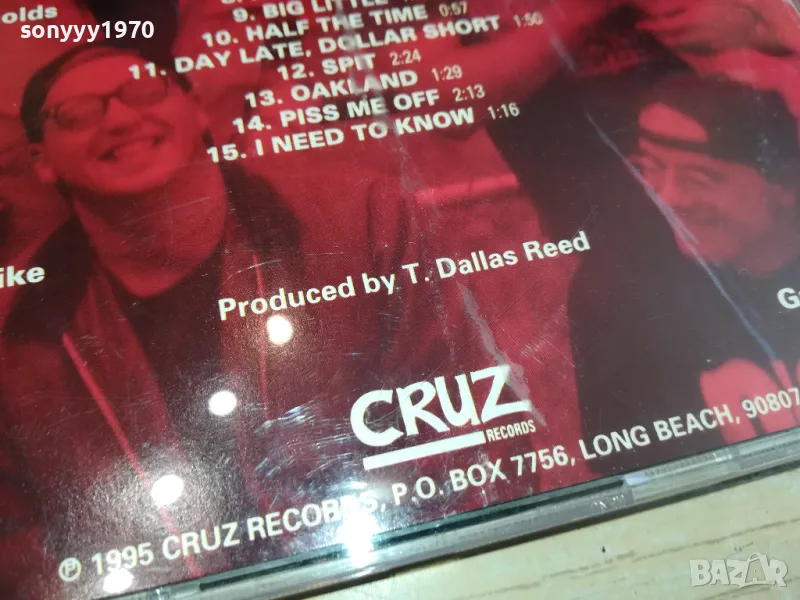 sonyyy1970
olds
9. BIG LITTLE
10. HALF THE TIME 0:57
11. DAY LATE, DOLLAR SHORT 1:50
12. SPIT 2:24
13. OAKLAND 1:29
14. PISS ME OFF 2:13
15. I NEED TO KNOW 1:16
ike
Produced by T. Dallas Reed
Ga
CRUZ
RECORDS
℗ 1995 CRUZ RECORDS, P.O. BOX 7756, LONG BEACH, 90807
BAZAR